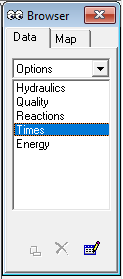 Browser
Data Map
Options
Hydraulics
Quality
Reactions
Times
Energy